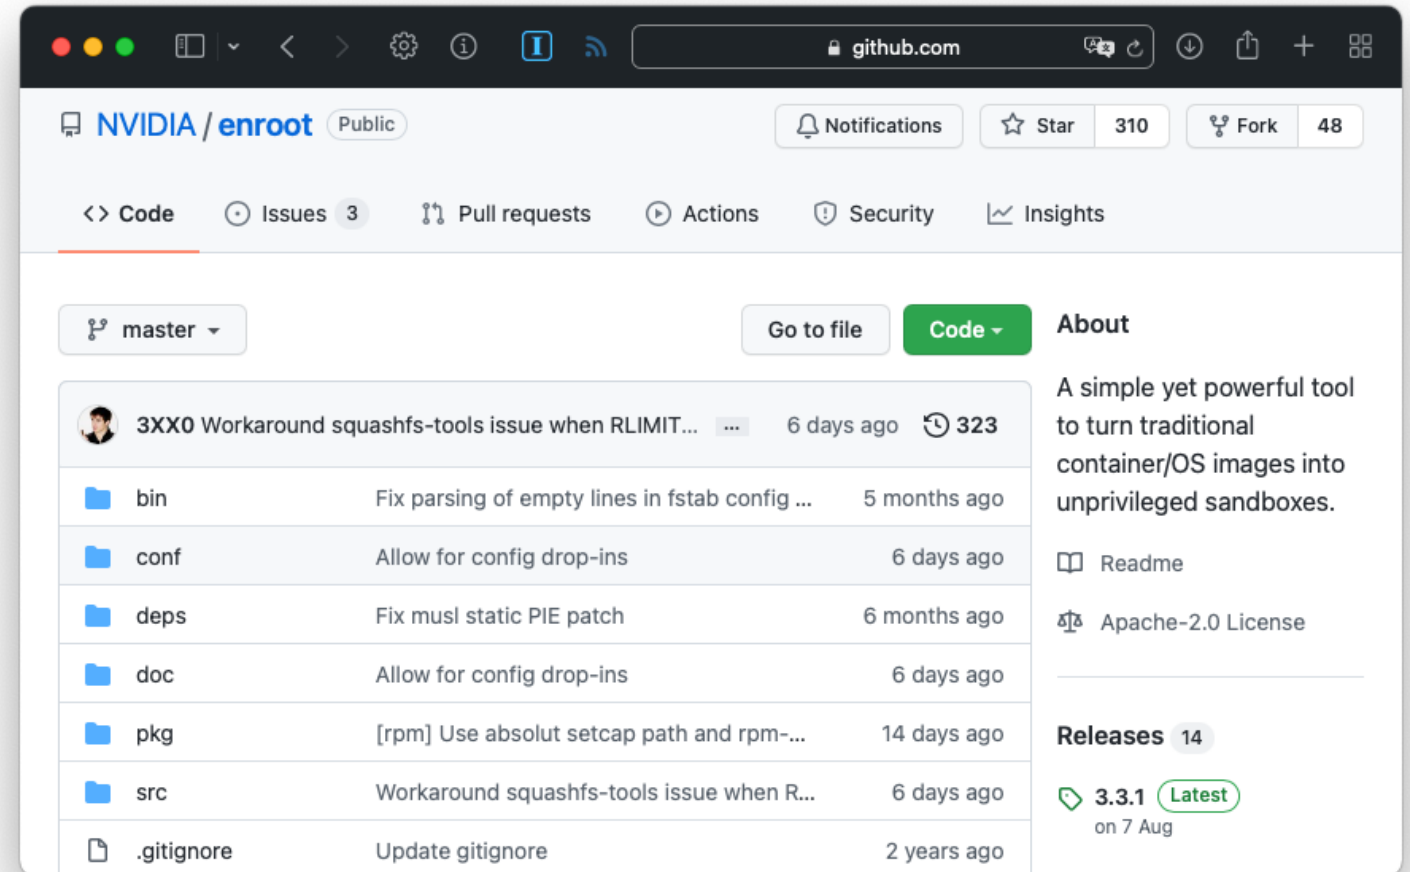 github.com
NVIDIA / enroot Public
Notifications Star 310 Fork 48
Code Issues 3 Pull requests Actions Security Insights
master Go to file Code
3XX0 Workaround squashfs-tools issue when RLIMIT... ... 6 days ago 323
bin Fix parsing of empty lines in fstab config ... 5 months ago
conf Allow for config drop-ins 6 days ago
deps Fix musl static PIE patch 6 months ago
doc Allow for config drop-ins 6 days ago
pkg [rpm] Use absolut setcap path and rpm-... 14 days ago
src Workaround squashfs-tools issue when R... 6 days ago
.gitignore Update gitignore 2 years ago
About
A simple yet powerful tool
to turn traditional
container/OS images into
unprivileged sandboxes.
Readme
Apache-2.0 License
Releases 14
3.3.1 Latest
on 7 Aug